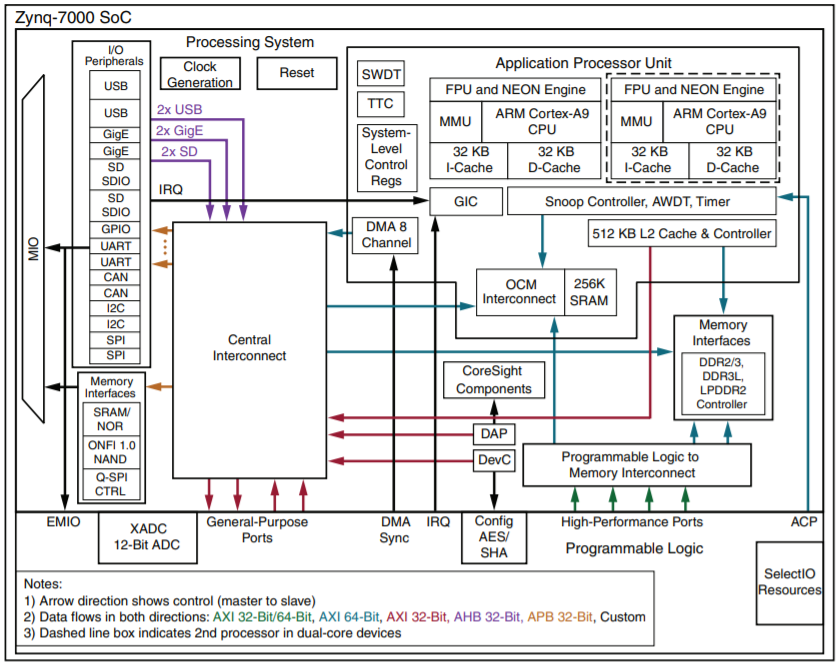 Zynq-7000 SoC
Processing System
I/O
Peripherals
USB
USB
GigE
GigE
SD
SDIO
SD
SDIO
GPIO
UART
UART
CAN
CAN
I2C
I2C
SPI
SPI
MIO
Clock
Generation
Reset
2x USB
2x GigE
2x SD
IRQ
SWDT
TTC
System-
Level
Control
Regs
Application Processor Unit
FPU and NEON Engine
MMU
ARM Cortex-A9
CPU
32 KB
I-Cache
32 KB
D-Cache
FPU and NEON Engine
MMU
ARM Cortex-A9
CPU
32 KB
I-Cache
32 KB
D-Cache
GIC
Snoop Controller, AWDT, Timer
DMA 8
Channel
512 KB L2 Cache & Controller
OCM
Interconnect
256K
SRAM
Central
Interconnect
Memory
Interfaces
DDR2/3,
DDR3L,
LPDDR2
Controller
CoreSight
Components
DAP
DevC
Programmable Logic to
Memory Interconnect
Memory
Interfaces
SRAM/
NOR
ONFI 1.0
NAND
Q-SPI
CTRL
EMIO
XADC
12-Bit ADC
General-Purpose
Ports
DMA
Sync
IRQ
Config
AES/
SHA
High-Performance Ports
ACP
Programmable Logic
SelectIO
Resources
Notes:
1) Arrow direction shows control (master to slave)
2) Data flows in both directions: AXI 32-Bit/64-Bit, AXI 64-Bit, AXI 32-Bit, AHB 32-Bit, APB 32-Bit, Custom
3) Dashed line box indicates 2nd processor in dual-core devices